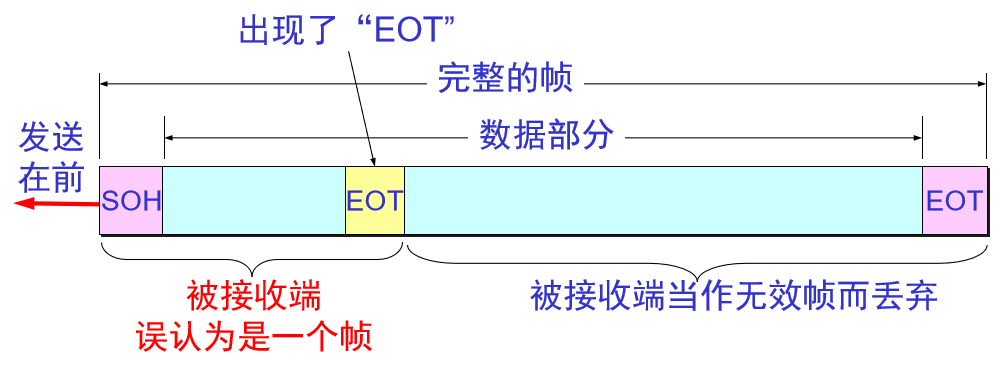 出现了“EOT”
完整的帧
数据部分
发送
在前
SOH
EOT
EOT
被接收端
误认为是一个帧
被接收端当作无效帧而丢弃